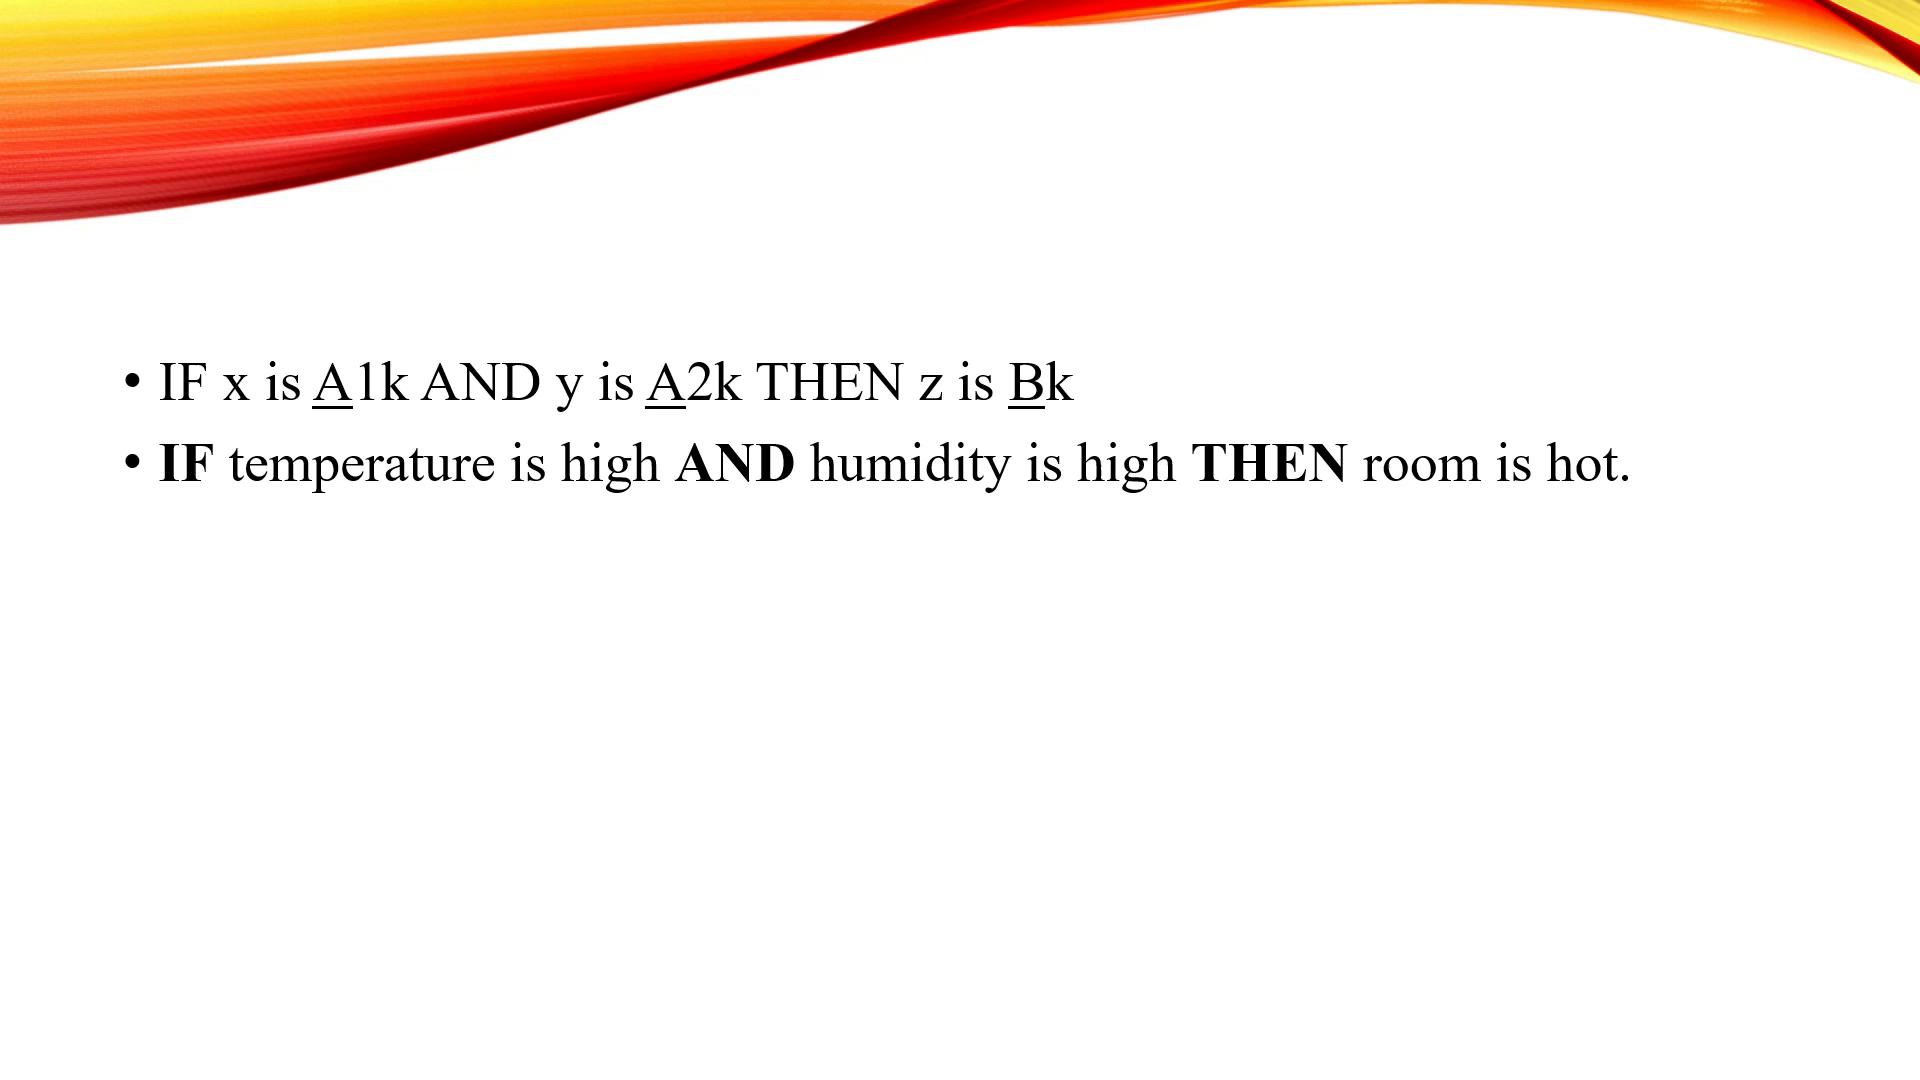 • IF x is A1k AND y is A2k THEN z is Bk
• IF temperature is high AND humidity is high THEN room is hot.